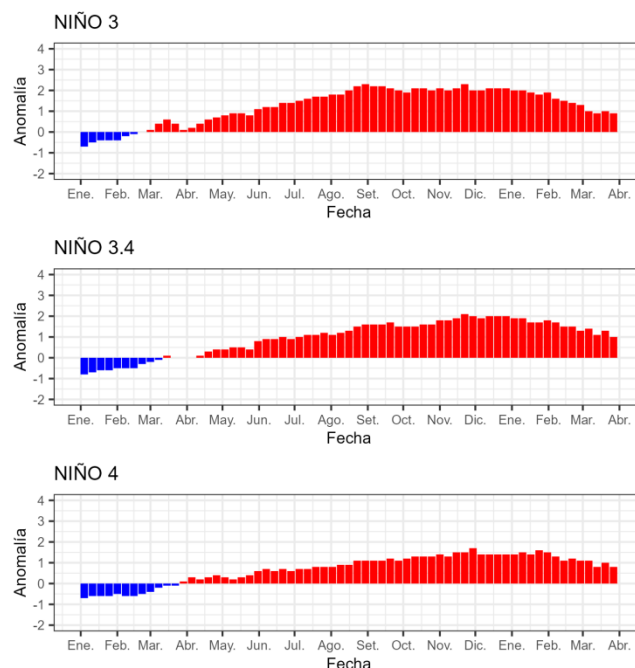 NIÑO 3
4
3
2
1
0
-1
-2
Anomalía
Ene. Feb. Mar. Abr. May. Jun. Jul. Ago. Set. Oct. Nov. Dic. Ene. Feb. Mar. Abr.
Fecha
NIÑO 3.4
4
3
2
1
0
-1
-2
Anomalía
Ene. Feb. Mar. Abr. May. Jun. Jul. Ago. Set. Oct. Nov. Dic. Ene. Feb. Mar. Abr.
Fecha
NIÑO 4
4
3
2
1
0
-1
-2
Anomalía
Ene. Feb. Mar. Abr. May. Jun. Jul. Ago. Set. Oct. Nov. Dic. Ene. Feb. Mar. Abr.
Fecha